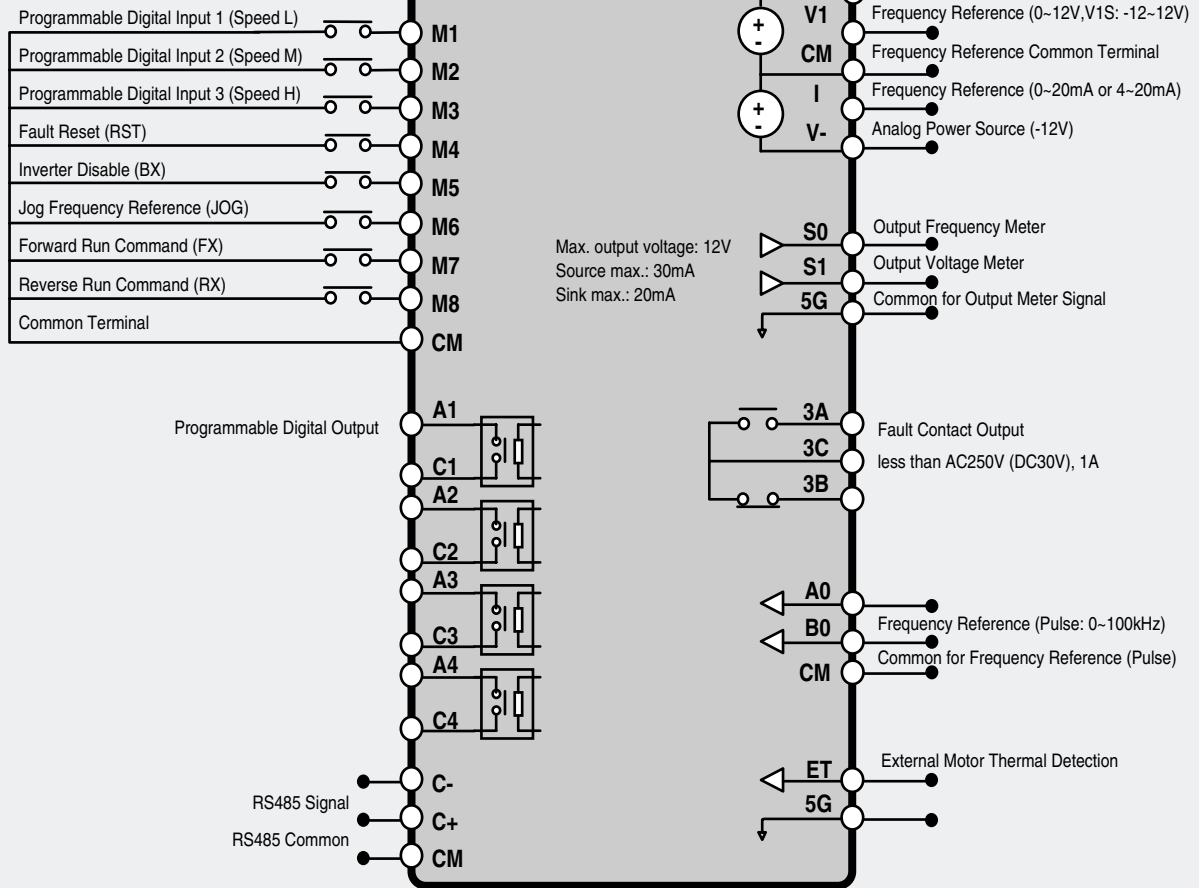 Programmable Digital Input 1 (Speed L)
M1
Programmable Digital Input 2 (Speed M)
M2
Programmable Digital Input 3 (Speed H)
M3
Fault Reset (RST)
M4
Inverter Disable (BX)
M5
Jog Frequency Reference (JOG)
M6
Forward Run Command (FX)
M7
Reverse Run Command (RX)
M8
Common Terminal
CM
Programmable Digital Output
A1
C1
A2
C2
A3
C3
A4
C4
C-
RS485 Signal
C+
RS485 Common
CM
Max. output voltage: 12V
Source max.: 30mA
Sink max.: 20mA
+
-
+
-
V1
Frequency Reference (0~12V,V1S: -12~12V)
CM
Frequency Reference Common Terminal
I
Frequency Reference (0~20mA or 4~20mA)
V-
Analog Power Source (-12V)
S0
Output Frequency Meter
S1
Output Voltage Meter
5G
Common for Output Meter Signal
3A
Fault Contact Output
3C
less than AC250V (DC30V), 1A
3B
A0
B0
Frequency Reference (Pulse: 0~100kHz)
CM
Common for Frequency Reference (Pulse)
ET
External Motor Thermal Detection
5G